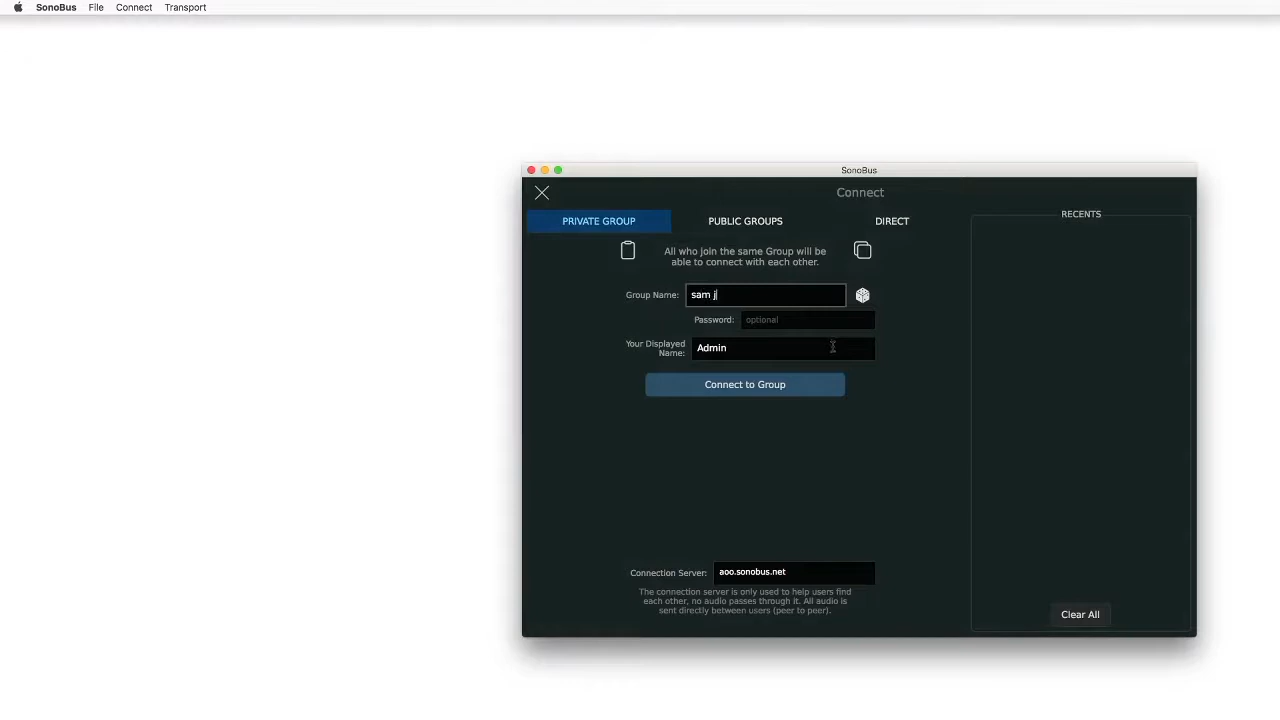 SonoBus File Connect Transport
SonoBus
Connect
PRIVATE GROUP PUBLIC GROUPS DIRECT
RECENTS
All who join the same Group will be
able to connect with each other.
Group Name: sam j
Password: optional
Your Displayed
Name: Admin
Connect to Group
Connection Server: aoo.sonobus.net
The connection server is only used to help users find
each other, no audio passes through it. All audio is
sent directly between users (peer to peer).
Clear All